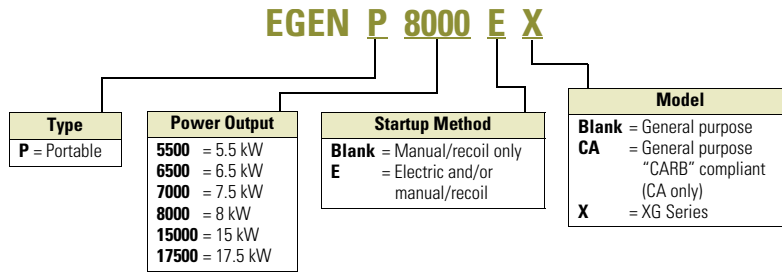 EGEN P 8000 E X
Type
P = Portable
Power Output
5500 = 5.5 kW
6500 = 6.5 kW
7000 = 7.5 kW
8000 = 8 kW
15000 = 15 kW
17500 = 17.5 kW
Startup Method
Blank = Manual/recoil only
E = Electric and/or
manual/recoil
Model
Blank = General purpose
CA = General purpose
"CARB" compliant
(CA only)
X = XG Series